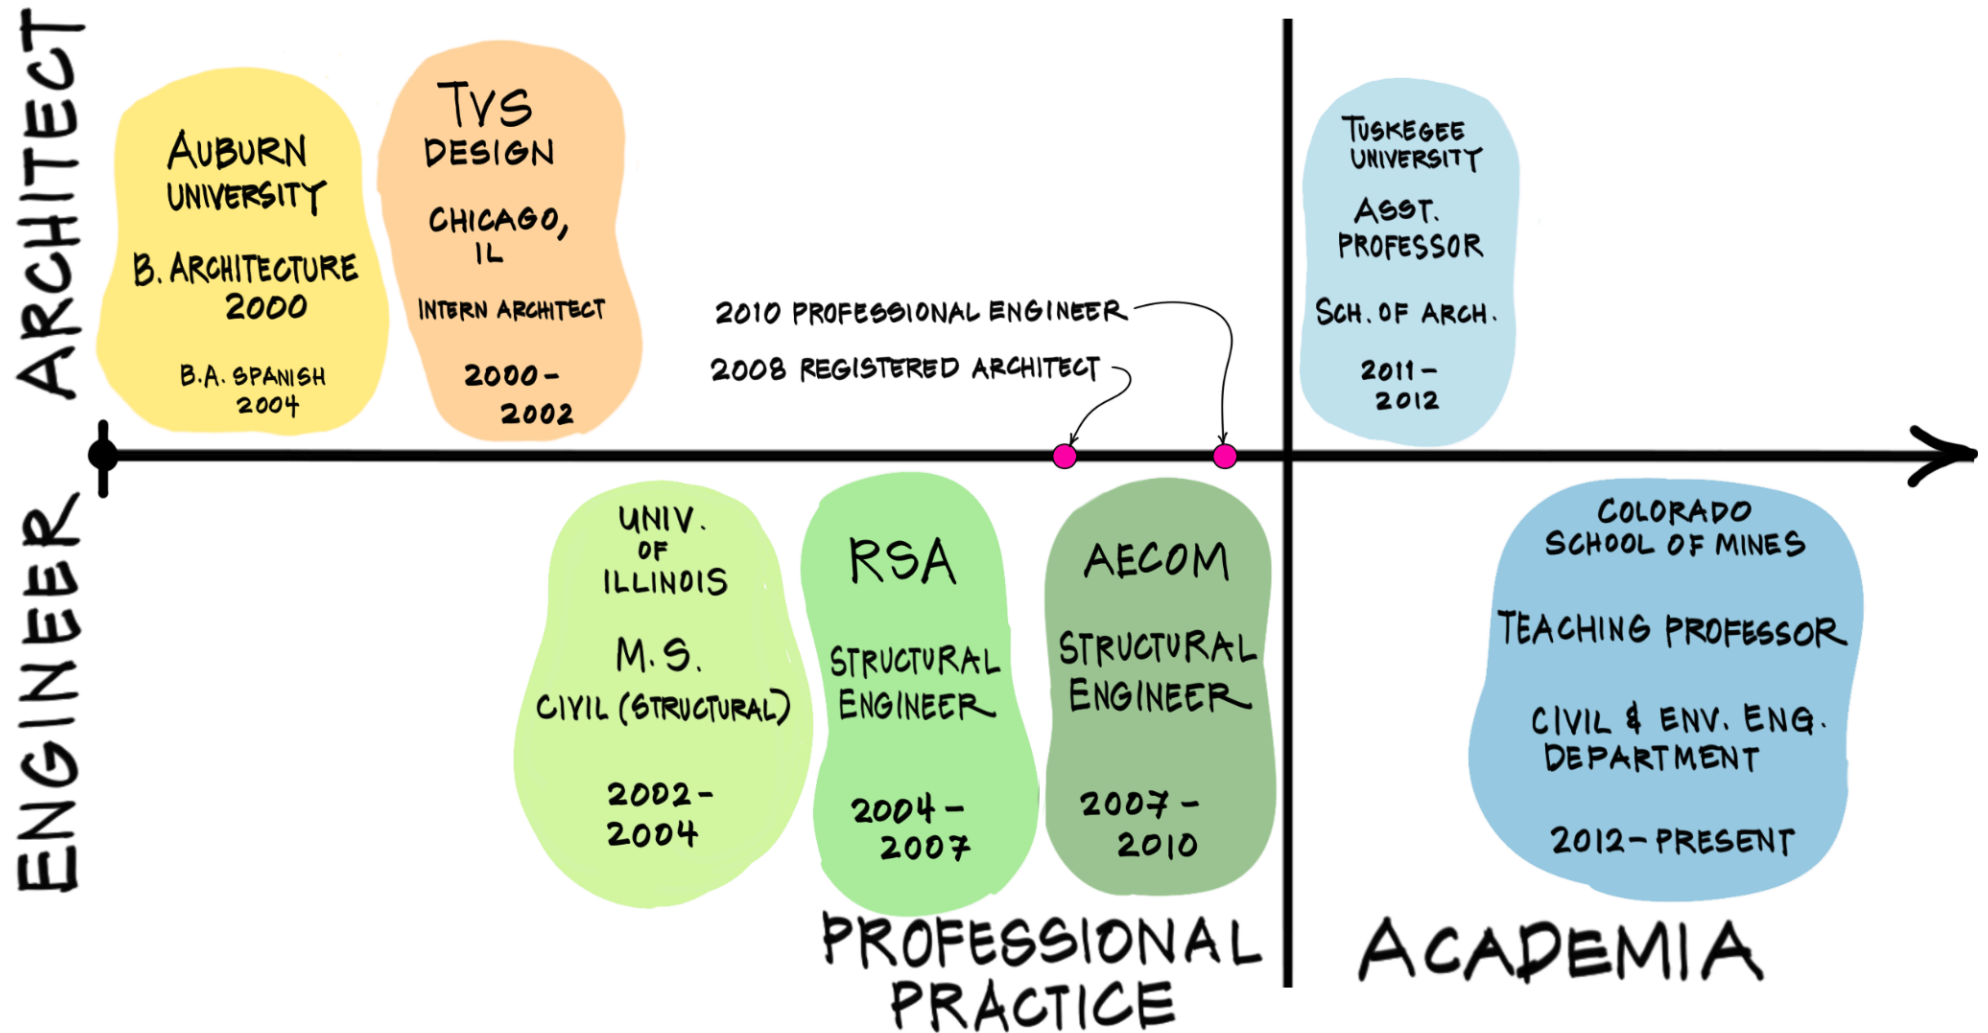 ARCHITECT
ENGINEER
AUBURN
UNIVERSITY
B. ARCHITECTURE
2000
B.A. SPANISH
2004
TVS
DESIGN
CHICAGO,
IL
INTERN ARCHITECT
2000-
2002
2010 PROFESSIONAL ENGINEER
2008 REGISTERED ARCHITECT
TUSKEGEE
UNIVERSITY
ASST.
PROFESSOR
SCH. OF ARCH.
2011-
2012
UNIV.
OF
ILLINOIS
M.S.
CIVIL (STRUCTURAL)
2002-
2004
RSA
STRUCTURAL
ENGINEER
2004-
2007
AECOM
STRUCTURAL
ENGINEER
2007-
2010
COLORADO
SCHOOL OF MINES
TEACHING PROFESSOR
CIVIL & ENV. ENG.
DEPARTMENT
2012-PRESENT
PROFESSIONAL
PRACTICE
ACADEMIA